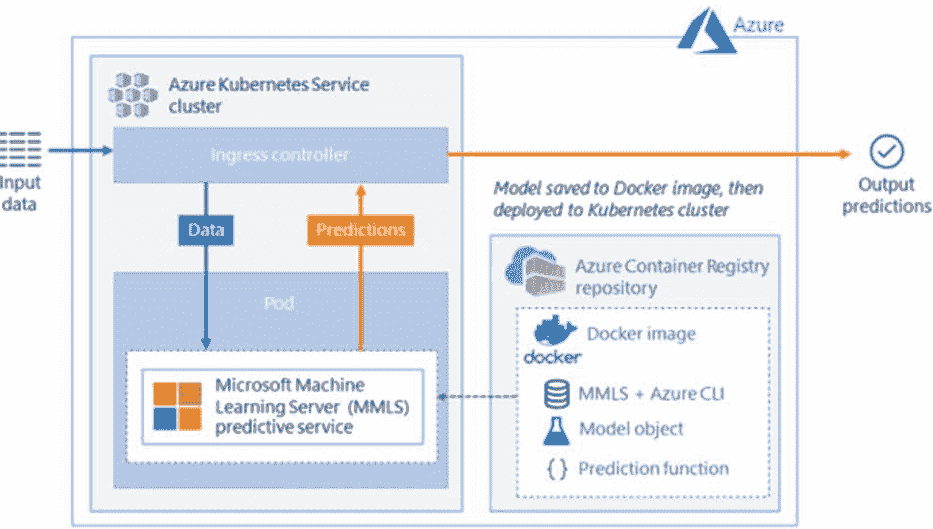 Azure
Azure Kubernetes Service
cluster
Ingress controller
Input
data
Output
predictions
Model saved to Docker image, then
deployed to Kubernetes cluster
Data
Predictions
Azure Container Registry
repository
Pod
docker
Docker image
Microsoft Machine
Learning Server (MMLS)
predictive service
MMLS + Azure CLI
Model object
{ } Prediction function